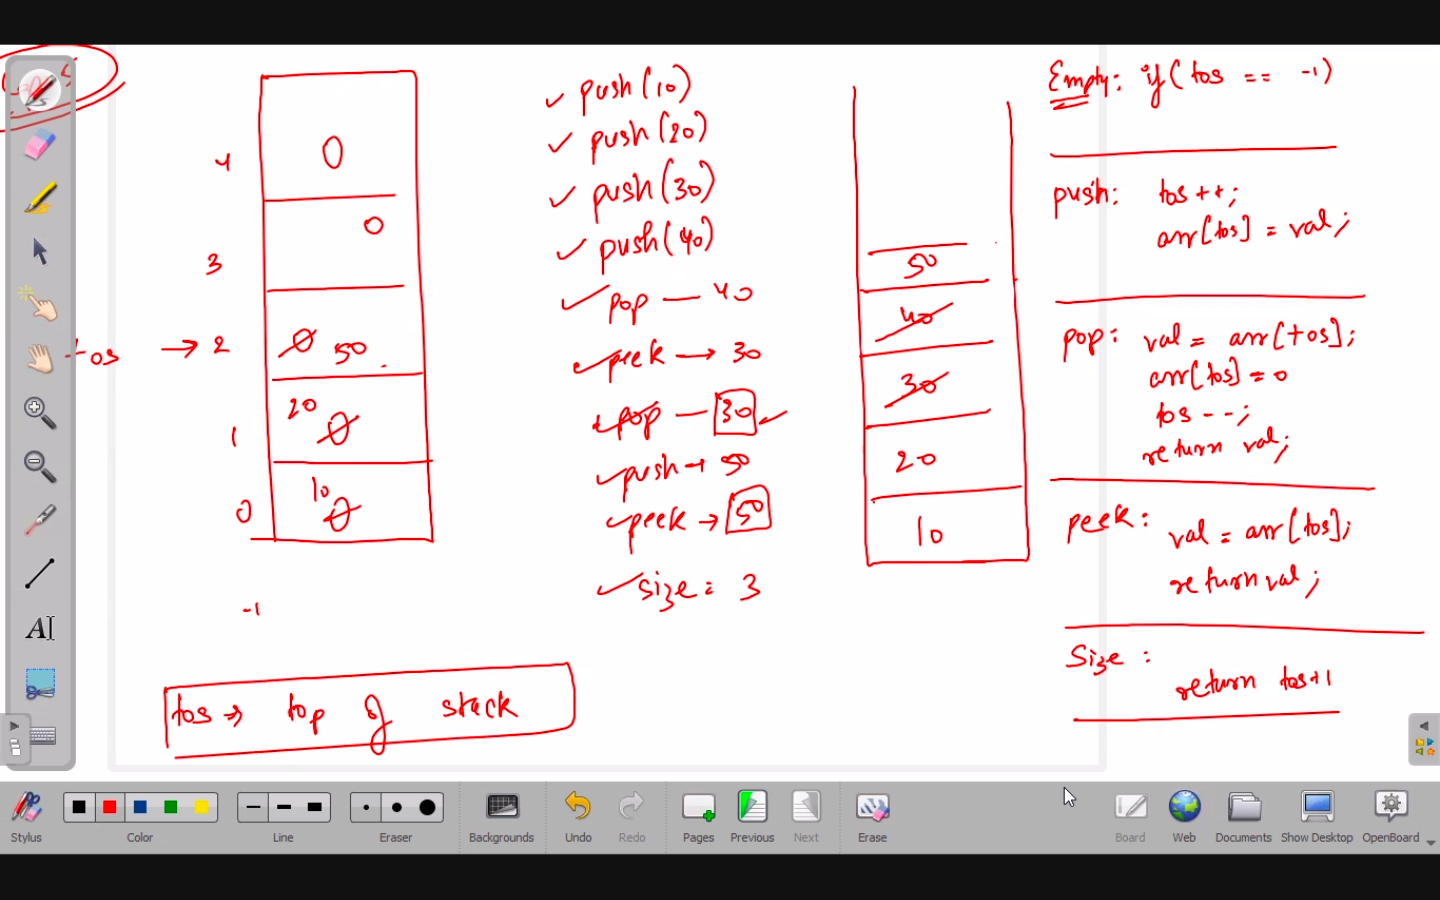 4
0
3
0
tos → 2
0 50
1
20 0
0
10 0
-1
tos → top of stack
✓ push(10)
✓ push(20)
✓ push(30)
✓ push(40)
✓ pop — 40
✓ peek → 30
✓ pop — 30 ✓
✓ push → 50
✓ peek → 50
✓ size = 3
50
40
30
20
10
Empty: if(tos == -1)
push: tos++;
arr[tos] = val;
pop: val = arr[tos];
arr[tos] = 0
tos--;
return val;
peek: val = arr[tos];
return val;
Size:
return tos+1
Stylus
Color
Line
Eraser
Backgrounds
Undo
Redo
Pages
Previous
Next
Erase
Board
Web
Documents
Show Desktop
OpenBoard